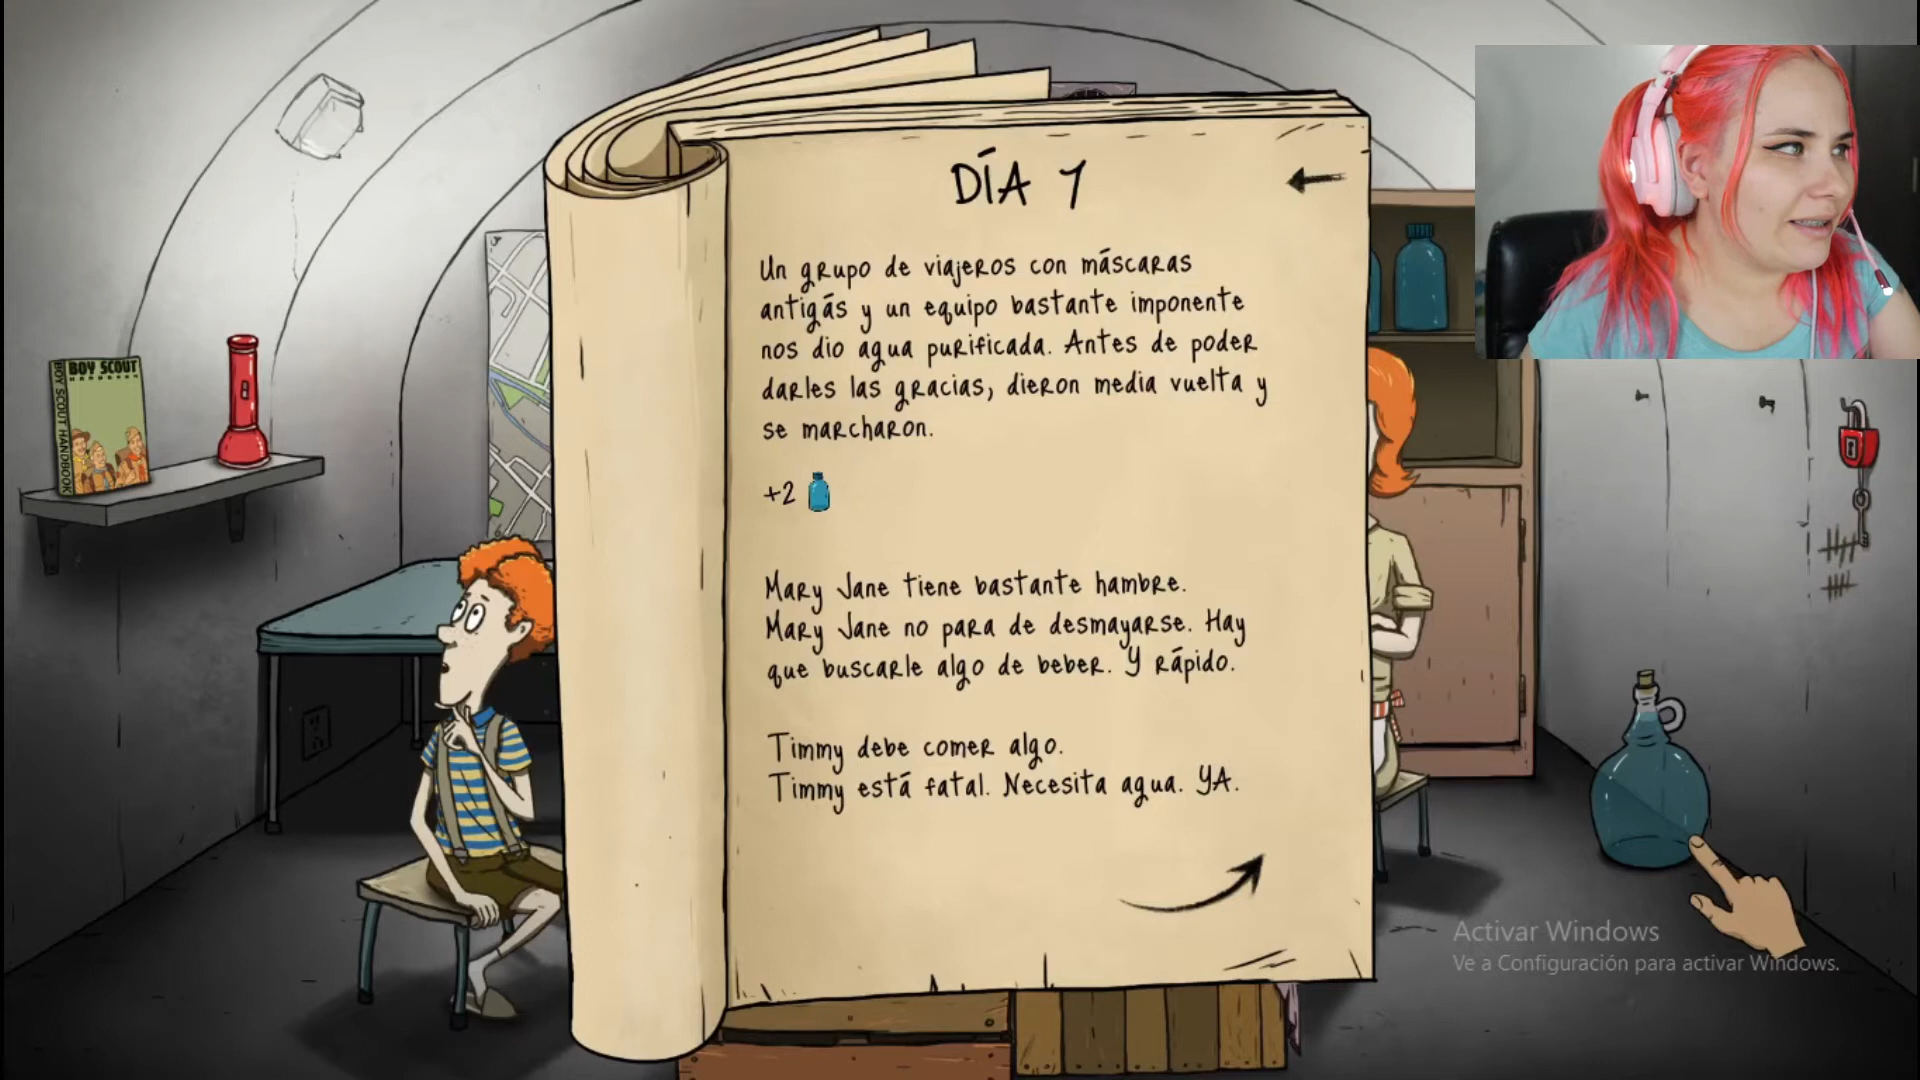 DÍA 7
Un grupo de viajeros con máscaras
antigás y un equipo bastante imponente
nos dio agua purificada. Antes de poder
darles las gracias, dieron media vuelta y
se marcharon.
+2
Mary Jane tiene bastante hambre.
Mary Jane no para de desmayarse. Hay
que buscarle algo de beber. Y rápido.
Timmy debe comer algo.
Timmy está fatal. Necesita agua. YA.
BOY SCOUT
HANDBOOK
BOY SCOUT HANDBOOK
Activar Windows
Ve a Configuración para activar Windows.